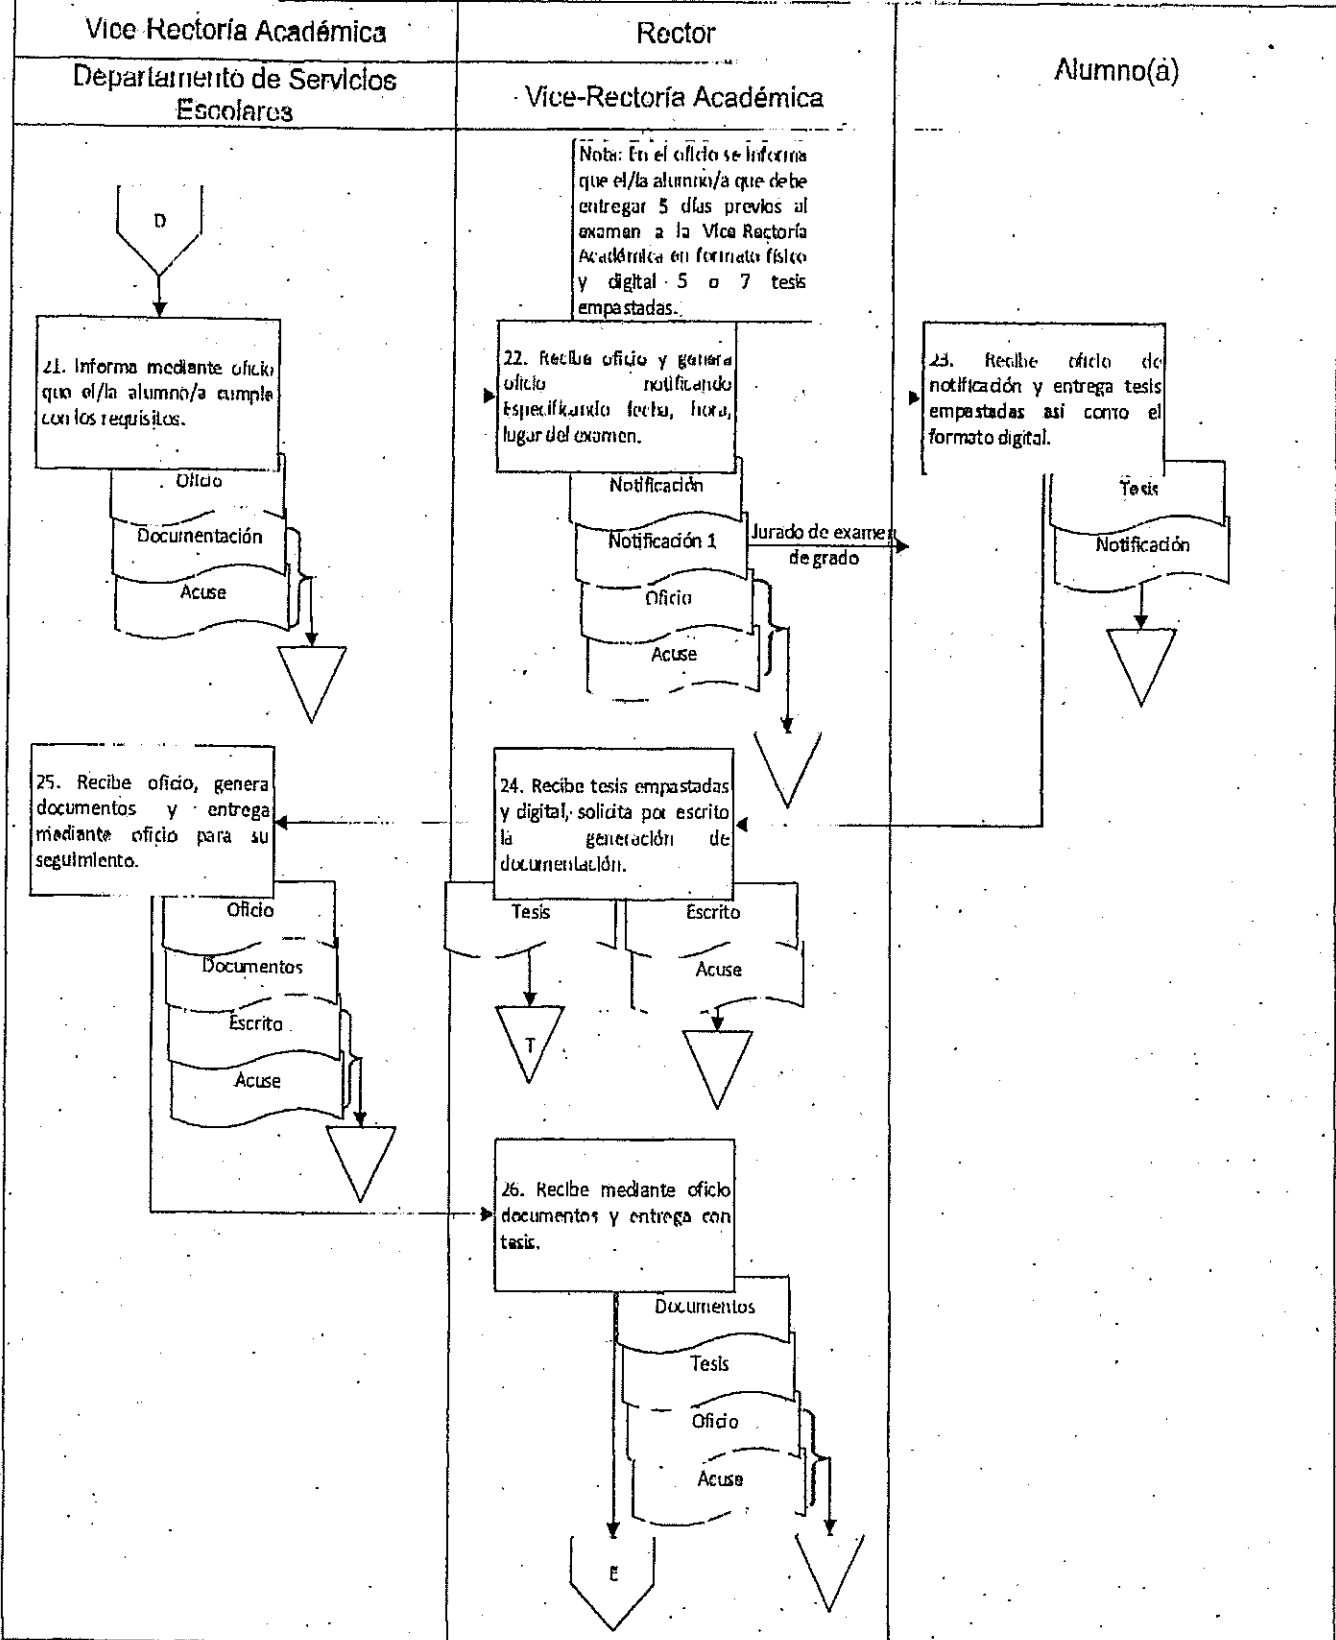 Vice Rectoría Académica
Departamento de Servicios
Escolares
Rector
Vice-Rectoría Académica
Alumno(a)
D
Nota: En el oficio se informa
que el/la alumno/a que debe
entregar 5 días previos al
examen a la Vice Rectoría
Académica en formato físico
y digital 5 o 7 tesis
empastadas.
21. Informa mediante oficio
que el/la alumno/a cumple
con los requisitos.
Oficio
Documentación
Acuse
22. Recibe oficio y genera
oficio notificando
Especificando fecha, hora,
lugar del examen.
Notificación
Notificación 1
Oficio
Acuse
Jurado de examen
de grado
23. Recibe oficio de
notificación y entrega tesis
empastadas así como el
formato digital.
Tesis
Notificación
25. Recibe oficio, genera
documentos y entrega
mediante oficio para su
seguimiento.
Oficio
Documentos
Escrito
Acuse
24. Recibe tesis empastadas
y digital, solicita por escrito
la generación de
documentación.
Tesis
Escrito
Acuse
T
26. Recibe mediante oficio
documentos y entrega con
tesis.
Documentos
Tesis
Oficio
Acuse
E